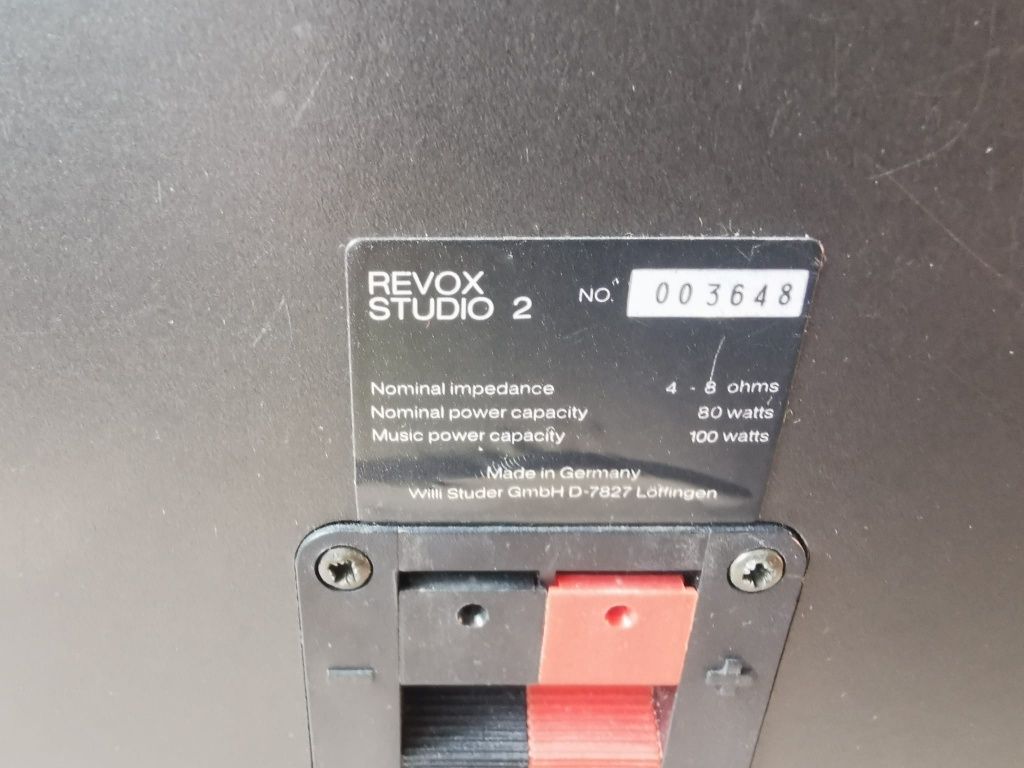 REVOX
STUDIO 2
NO. 003648
Nominal impedance 4 - 8 ohms
Nominal power capacity 80 watts
Music power capacity 100 watts
Made in Germany
Willi Studer GmbH D-7827 Löffingen
- +